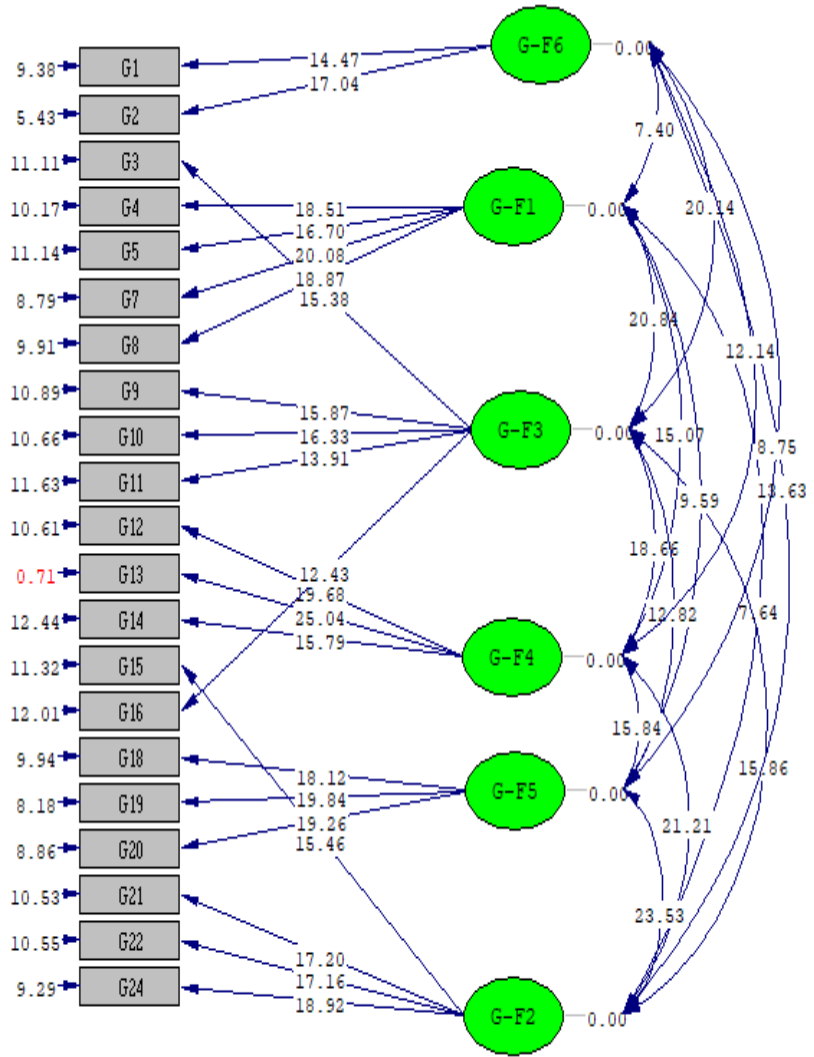 G-F6 0.00
9.38 G1 14.47
17.04
5.43 G2
7.40
11.11 G3
10.17 G4 18.51 G-F1 0.00 20.14
16.70
11.14 G5
20.08
18.87
8.79 G7 15.38
20.84
9.91 G8 12.14
10.89 G9
15.87
10.66 G10 16.33 G-F3 0.00 15.07 8.75
13.91
11.63 G11 9.59 13.63
10.61 G12
18.66
0.71 G13 12.43
19.68
12.44 G14 25.04 12.82 7.64
15.79
11.32 G15 G-F4 0.00
12.01 G16
15.84
9.94 G18 15.86
18.12
8.18 G19 19.84 G-F5 0.00
19.26
8.86 G20 15.46
21.21
10.53 G21
23.53
10.55 G22 17.20
17.16
9.29 G24 18.92
G-F2 0.00